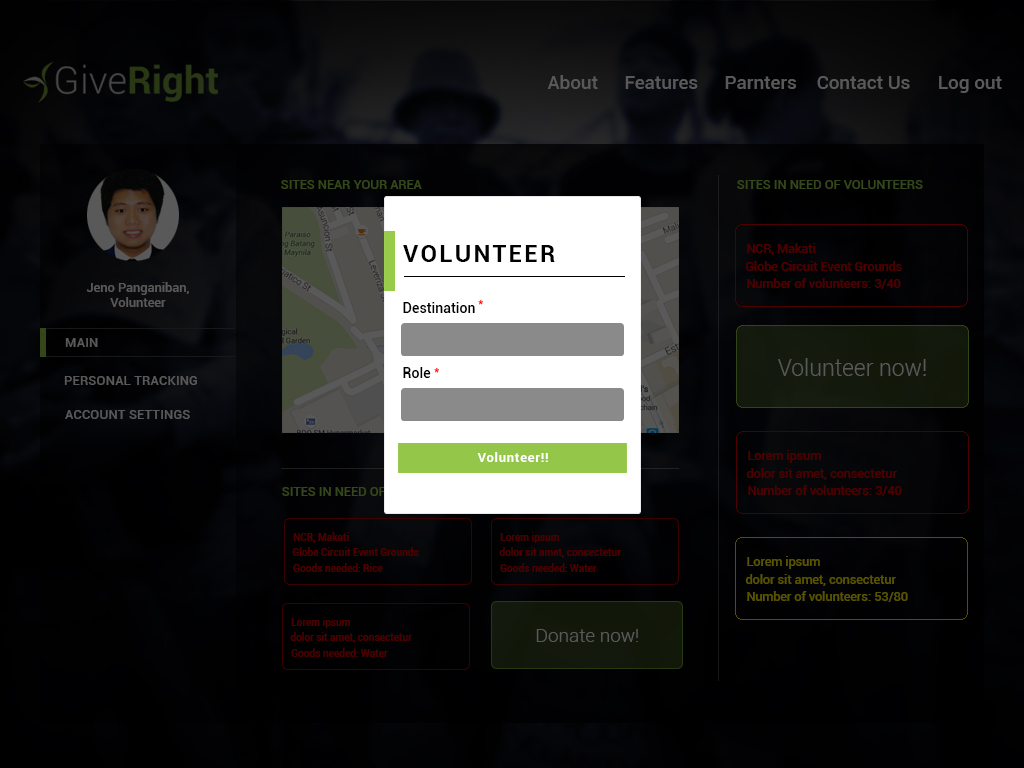 GiveRight
About Features Parnters Contact Us Log out
Jeno Panganiban,
Volunteer
MAIN
PERSONAL TRACKING
ACCOUNT SETTINGS
SITES NEAR YOUR AREA
Paraiso
ng Batang
Maynila
VOLUNTEER
Destination *
Role *
Volunteer!!
SITES IN NEED OF
NCR, Makati
Globe Circuit Event Grounds
Goods needed: Rice
Lorem ipsum
dolor sit amet, consectetur
Goods needed: Water
Lorem ipsum
dolor sit amet, consectetur
Goods needed: Water
Donate now!
SITES IN NEED OF VOLUNTEERS
NCR, Makati
Globe Circuit Event Grounds
Number of volunteers: 3/40
Volunteer now!
Lorem ipsum
dolor sit amet, consectetur
Number of volunteers: 3/40
Lorem ipsum
dolor sit amet, consectetur
Number of volunteers: 53/80